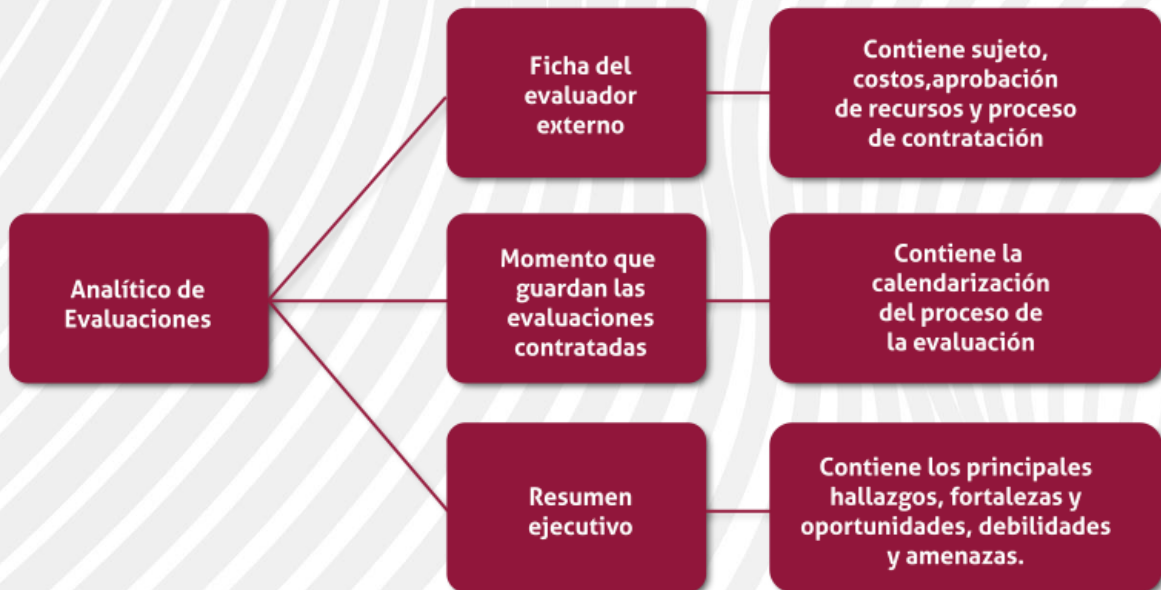 Ficha del
evaluador
externo
Contiene sujeto,
costos,aprobación
de recursos y proceso
de contratación
Analítico de
Evaluaciones
Momento que
guardan las
evaluaciones
contratadas
Contiene la
calendarización
del proceso de
la evaluación
Resumen
ejecutivo
Contiene los principales
hallazgos, fortalezas y
oportunidades, debilidades
y amenazas.